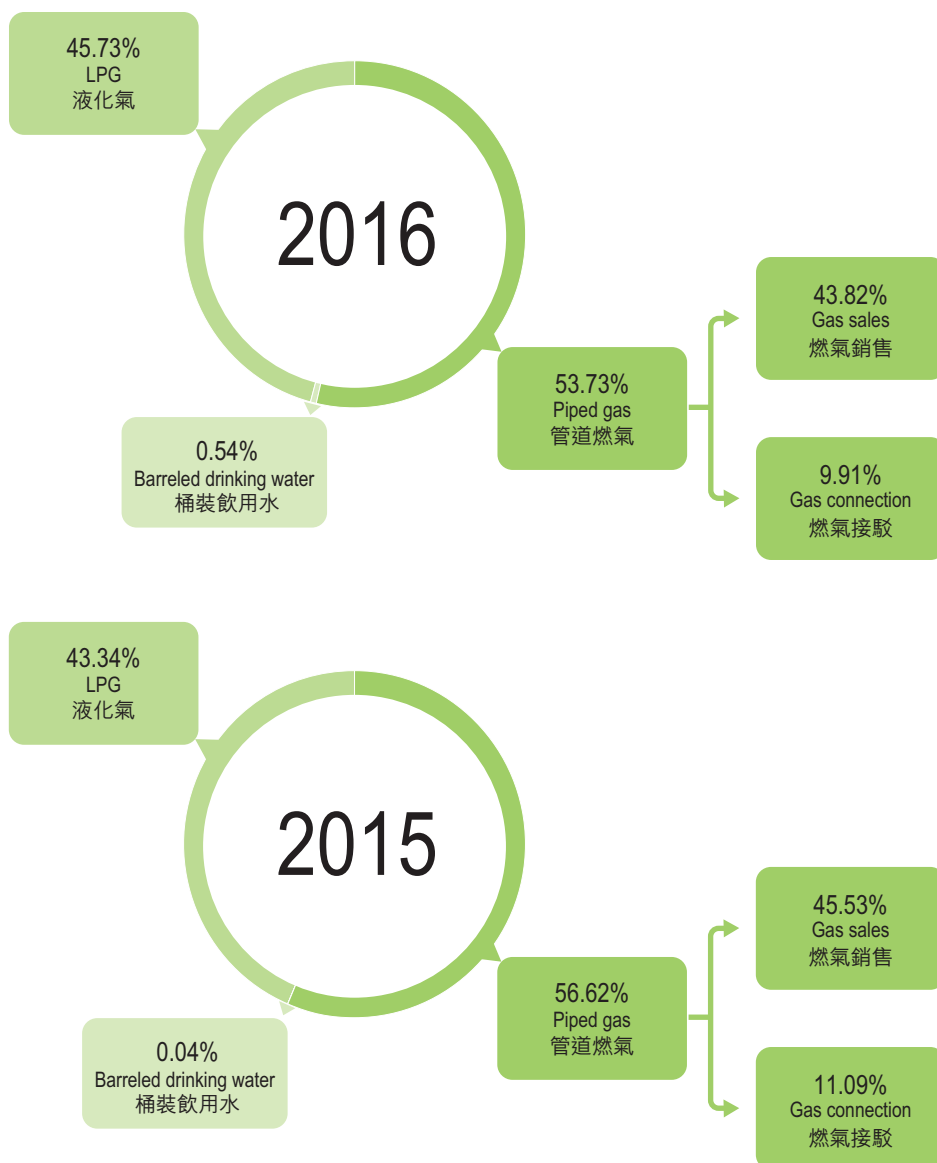 45.73%
LPG
液化氣
2016
43.82%
Gas sales
燃氣銷售
53.73%
Piped gas
管道燃氣
0.54%
Barreled drinking water
桶裝飲用水
9.91%
Gas connection
燃氣接駁
43.34%
LPG
液化氣
2015
45.53%
Gas sales
燃氣銷售
56.62%
Piped gas
管道燃氣
0.04%
Barreled drinking water
桶裝飲用水
11.09%
Gas connection
燃氣接駁